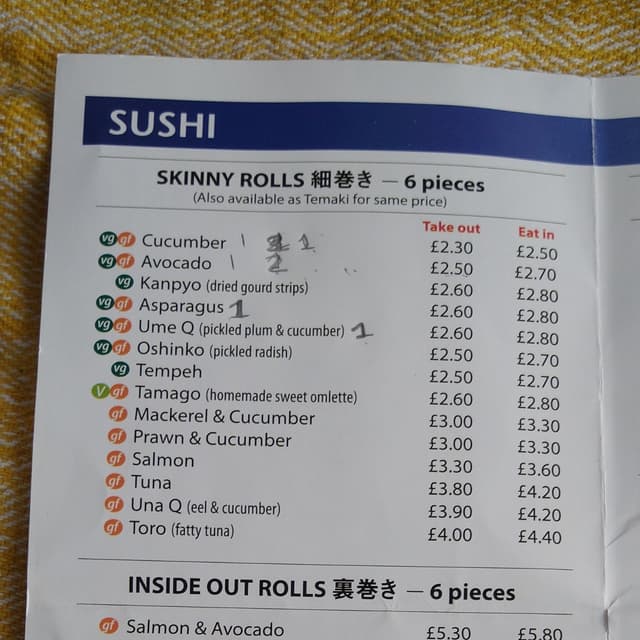 SUSHI
SKINNY ROLLS 細巻き — 6 pieces
(Also available as Temaki for same price)
Take out Eat in
vg gf Cucumber 1 1 £2.30 £2.50
vg gf Avocado 1 2 £2.50 £2.70
vg Kanpyo (dried gourd strips) £2.60 £2.80
vg gf Asparagus 1 £2.60 £2.80
vg gf Ume Q (pickled plum & cucumber) 1 £2.60 £2.80
vg gf Oshinko (pickled radish) £2.50 £2.70
vg Tempeh £2.50 £2.70
V gf Tamago (homemade sweet omlette) £2.60 £2.80
gf Mackerel & Cucumber £3.00 £3.30
gf Prawn & Cucumber £3.00 £3.30
gf Salmon £3.30 £3.60
gf Tuna £3.80 £4.20
gf Una Q (eel & cucumber) £3.90 £4.20
gf Toro (fatty tuna) £4.00 £4.40
INSIDE OUT ROLLS 裏巻き — 6 pieces
gf Salmon & Avocado £5.30 £5.80